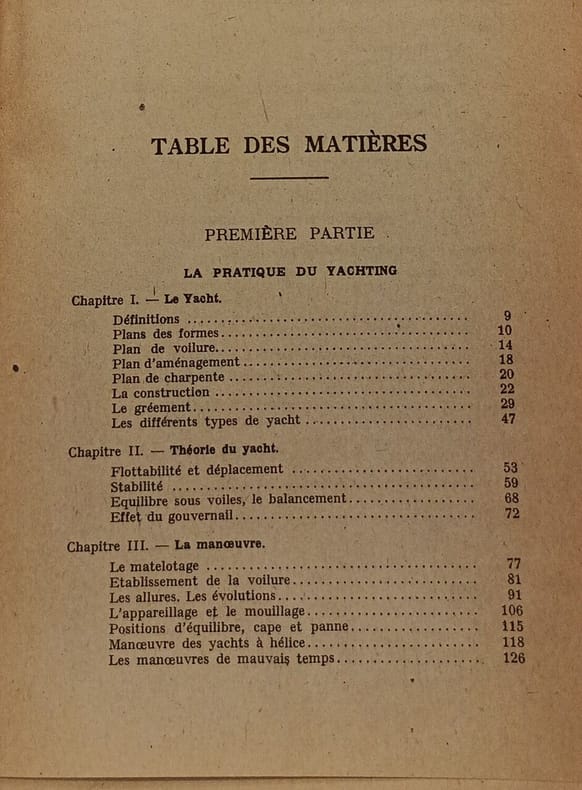 TABLE DES MATIÈRES
PREMIÈRE PARTIE
LA PRATIQUE DU YACHTING
Chapitre I. — Le Yacht.
Définitions ........................................ 9
Plans des formes........................................ 10
Plan de voilure........................................ 14
Plan d'aménagement........................................ 18
Plan de charpente........................................ 20
La construction........................................ 22
Le gréement........................................ 29
Les différents types de yacht........................ 47
Chapitre II. — Théorie du yacht.
Flottabilité et déplacement ........................ 53
Stabilité ........................................ 59
Equilibre sous voiles, le balancement................ 68
Effet du gouvernail................................ 72
Chapitre III. — La manœuvre.
Le matelotage ........................................ 77
Etablissement de la voilure........................ 81
Les allures. Les évolutions........................ 91
L'appareillage et le mouillage........................ 106
Positions d'équilibre, cape et panne................ 115
Manœuvre des yachts à hélice........................ 118
Les manœuvres de mauvais temps.................... 126